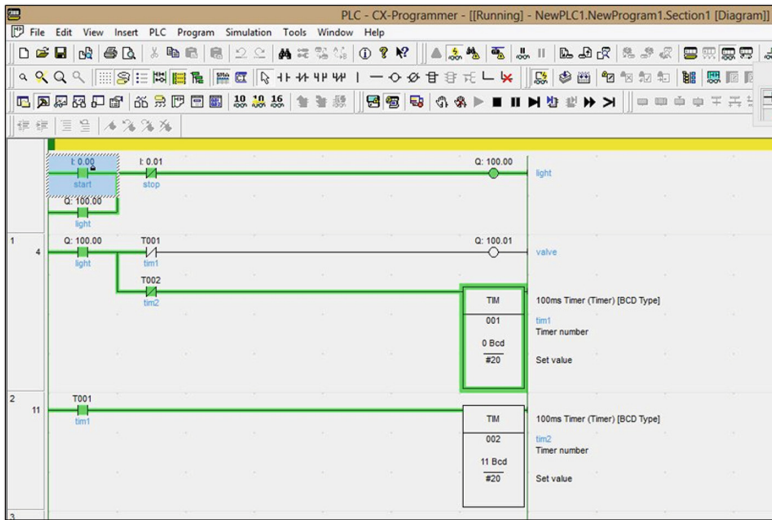 PLC - CX-Programmer - [[Running] - NewPLC1.NewProgram1.Section1 [Diagram]]
File Edit View Insert PLC Program Simulation Tools Window Help
10 10 16
I: 0.00 I: 0.01 Q: 100.00
start stop light
Q: 100.00
light
1
4
Q: 100.00 T001 Q: 100.01
light tim1 valve
T002
tim2
TIM 100ms Timer (Timer) [BCD Type]
001 tim1
Timer number
0 Bcd
#20 Set value
2
11
T001
tim1
TIM 100ms Timer (Timer) [BCD Type]
002 tim2
Timer number
11 Bcd
#20 Set value
3